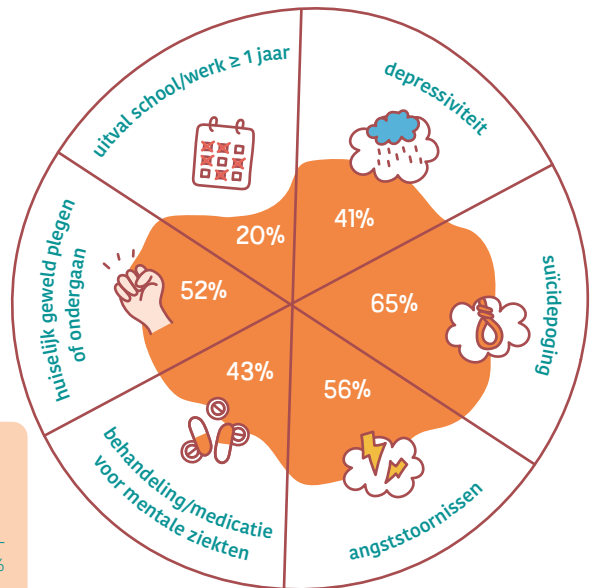 uitval school/werk ≥ 1 jaar
20%
depressiviteit
41%
suïcidepoging
65%
angststoornissen
56%
behandeling/medicatie
voor mentale ziekten
43%
huiselijk geweld plegen
of ondergaan
52%
%